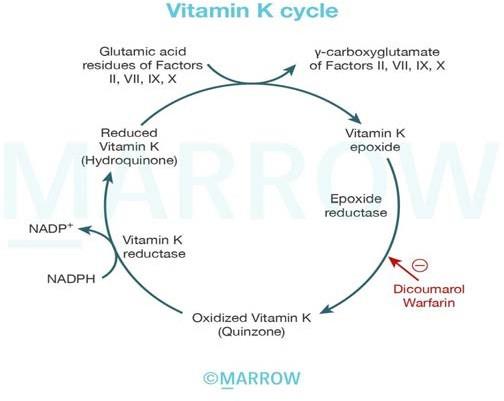 Vitamin K cycle
Glutamic acid
residues of Factors
II, VII, IX, X
γ-carboxyglutamate
of Factors II, VII, IX, X
Reduced
Vitamin K
(Hydroquinone)
Vitamin K
epoxide
MARROW
Epoxide
reductase
NADP+
Vitamin K
reductase
NADPH
Dicoumarol
Warfarin
Oxidized Vitamin K
(Quinzone)
©MARROW